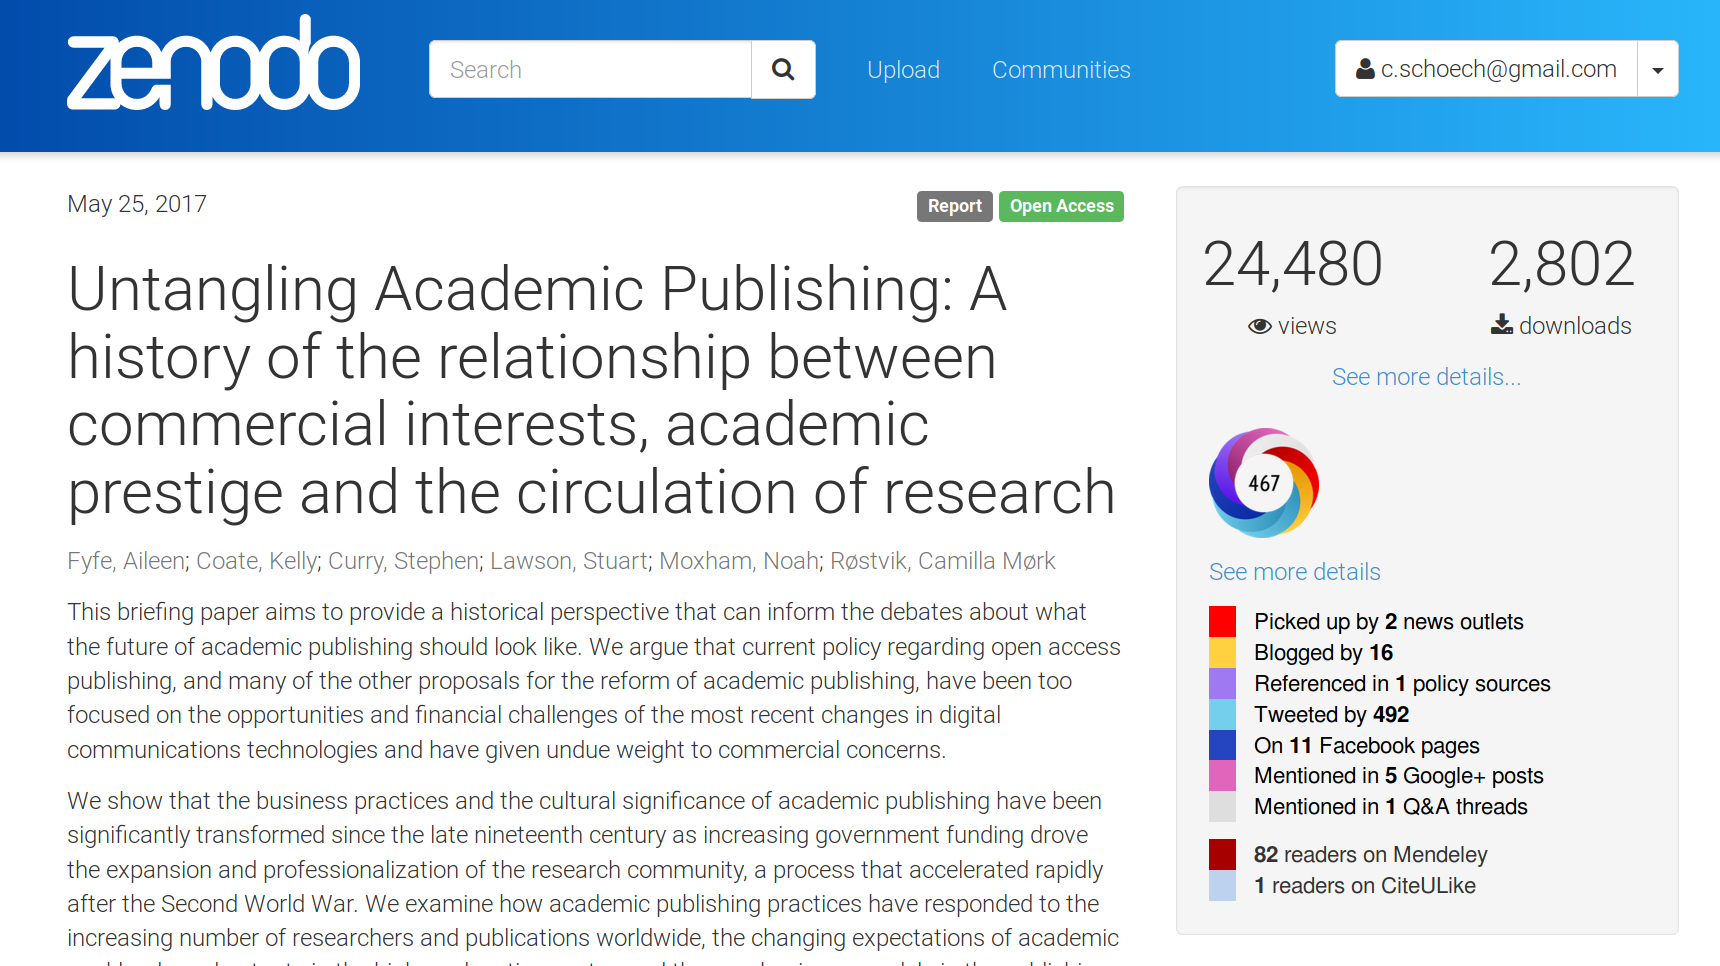 zenodo
Search
Upload
Communities
c.schoech@gmail.com
May 25, 2017
Report
Open Access
Untangling Academic Publishing: A
history of the relationship between
commercial interests, academic
prestige and the circulation of research
Fyfe, Aileen; Coate, Kelly; Curry, Stephen; Lawson, Stuart; Moxham, Noah; Røstvik, Camilla Mørk
This briefing paper aims to provide a historical perspective that can inform the debates about what
the future of academic publishing should look like. We argue that current policy regarding open access
publishing, and many of the other proposals for the reform of academic publishing, have been too
focused on the opportunities and financial challenges of the most recent changes in digital
communications technologies and have given undue weight to commercial concerns.
We show that the business practices and the cultural significance of academic publishing have been
significantly transformed since the late nineteenth century as increasing government funding drove
the expansion and professionalization of the research community, a process that accelerated rapidly
after the Second World War. We examine how academic publishing practices have responded to the
increasing number of researchers and publications worldwide, the changing expectations of academic
24,480
views
2,802
downloads
See more details...
467
See more details
Picked up by 2 news outlets
Blogged by 16
Referenced in 1 policy sources
Tweeted by 492
On 11 Facebook pages
Mentioned in 5 Google+ posts
Mentioned in 1 Q&A threads
82 readers on Mendeley
1 readers on CiteULike